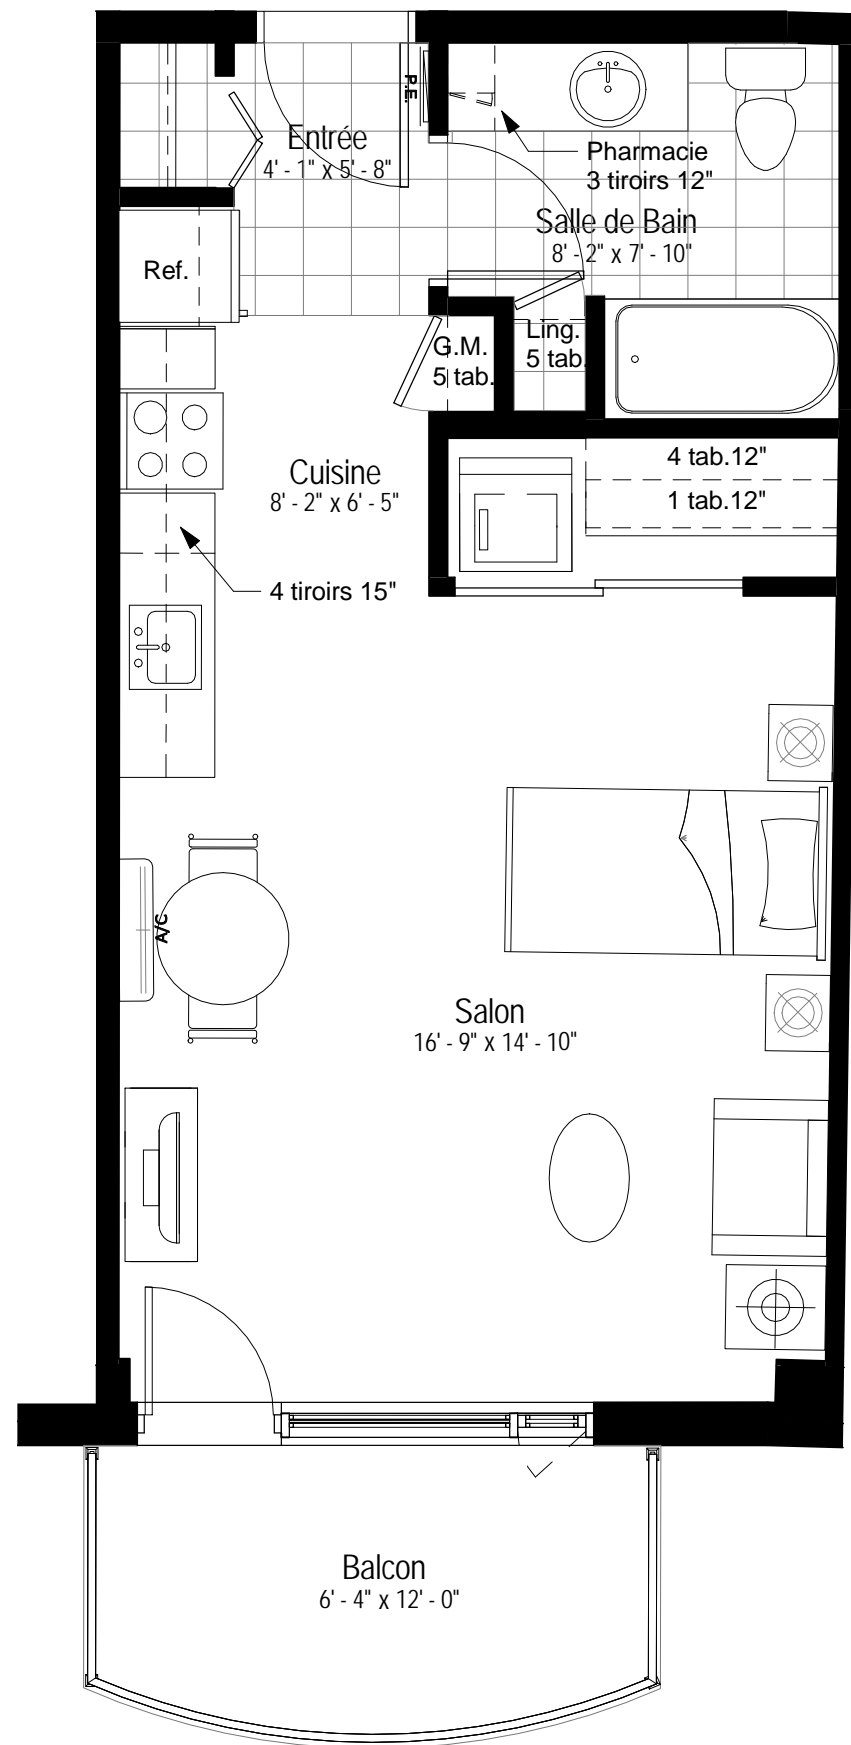 P.E.
Entrée
4' - 1" x 5' - 8"
Pharmacie
3 tiroirs 12"
Salle de Bain
8' - 2" x 7' - 10"
Ref.
G.M.
5 tab.
Ling.
5 tab.
4 tab.12"
1 tab.12"
Cuisine
8' - 2" x 6' - 5"
4 tiroirs 15"
A/C
Salon
16' - 9" x 14' - 10"
Balcon
6' - 4" x 12' - 0"